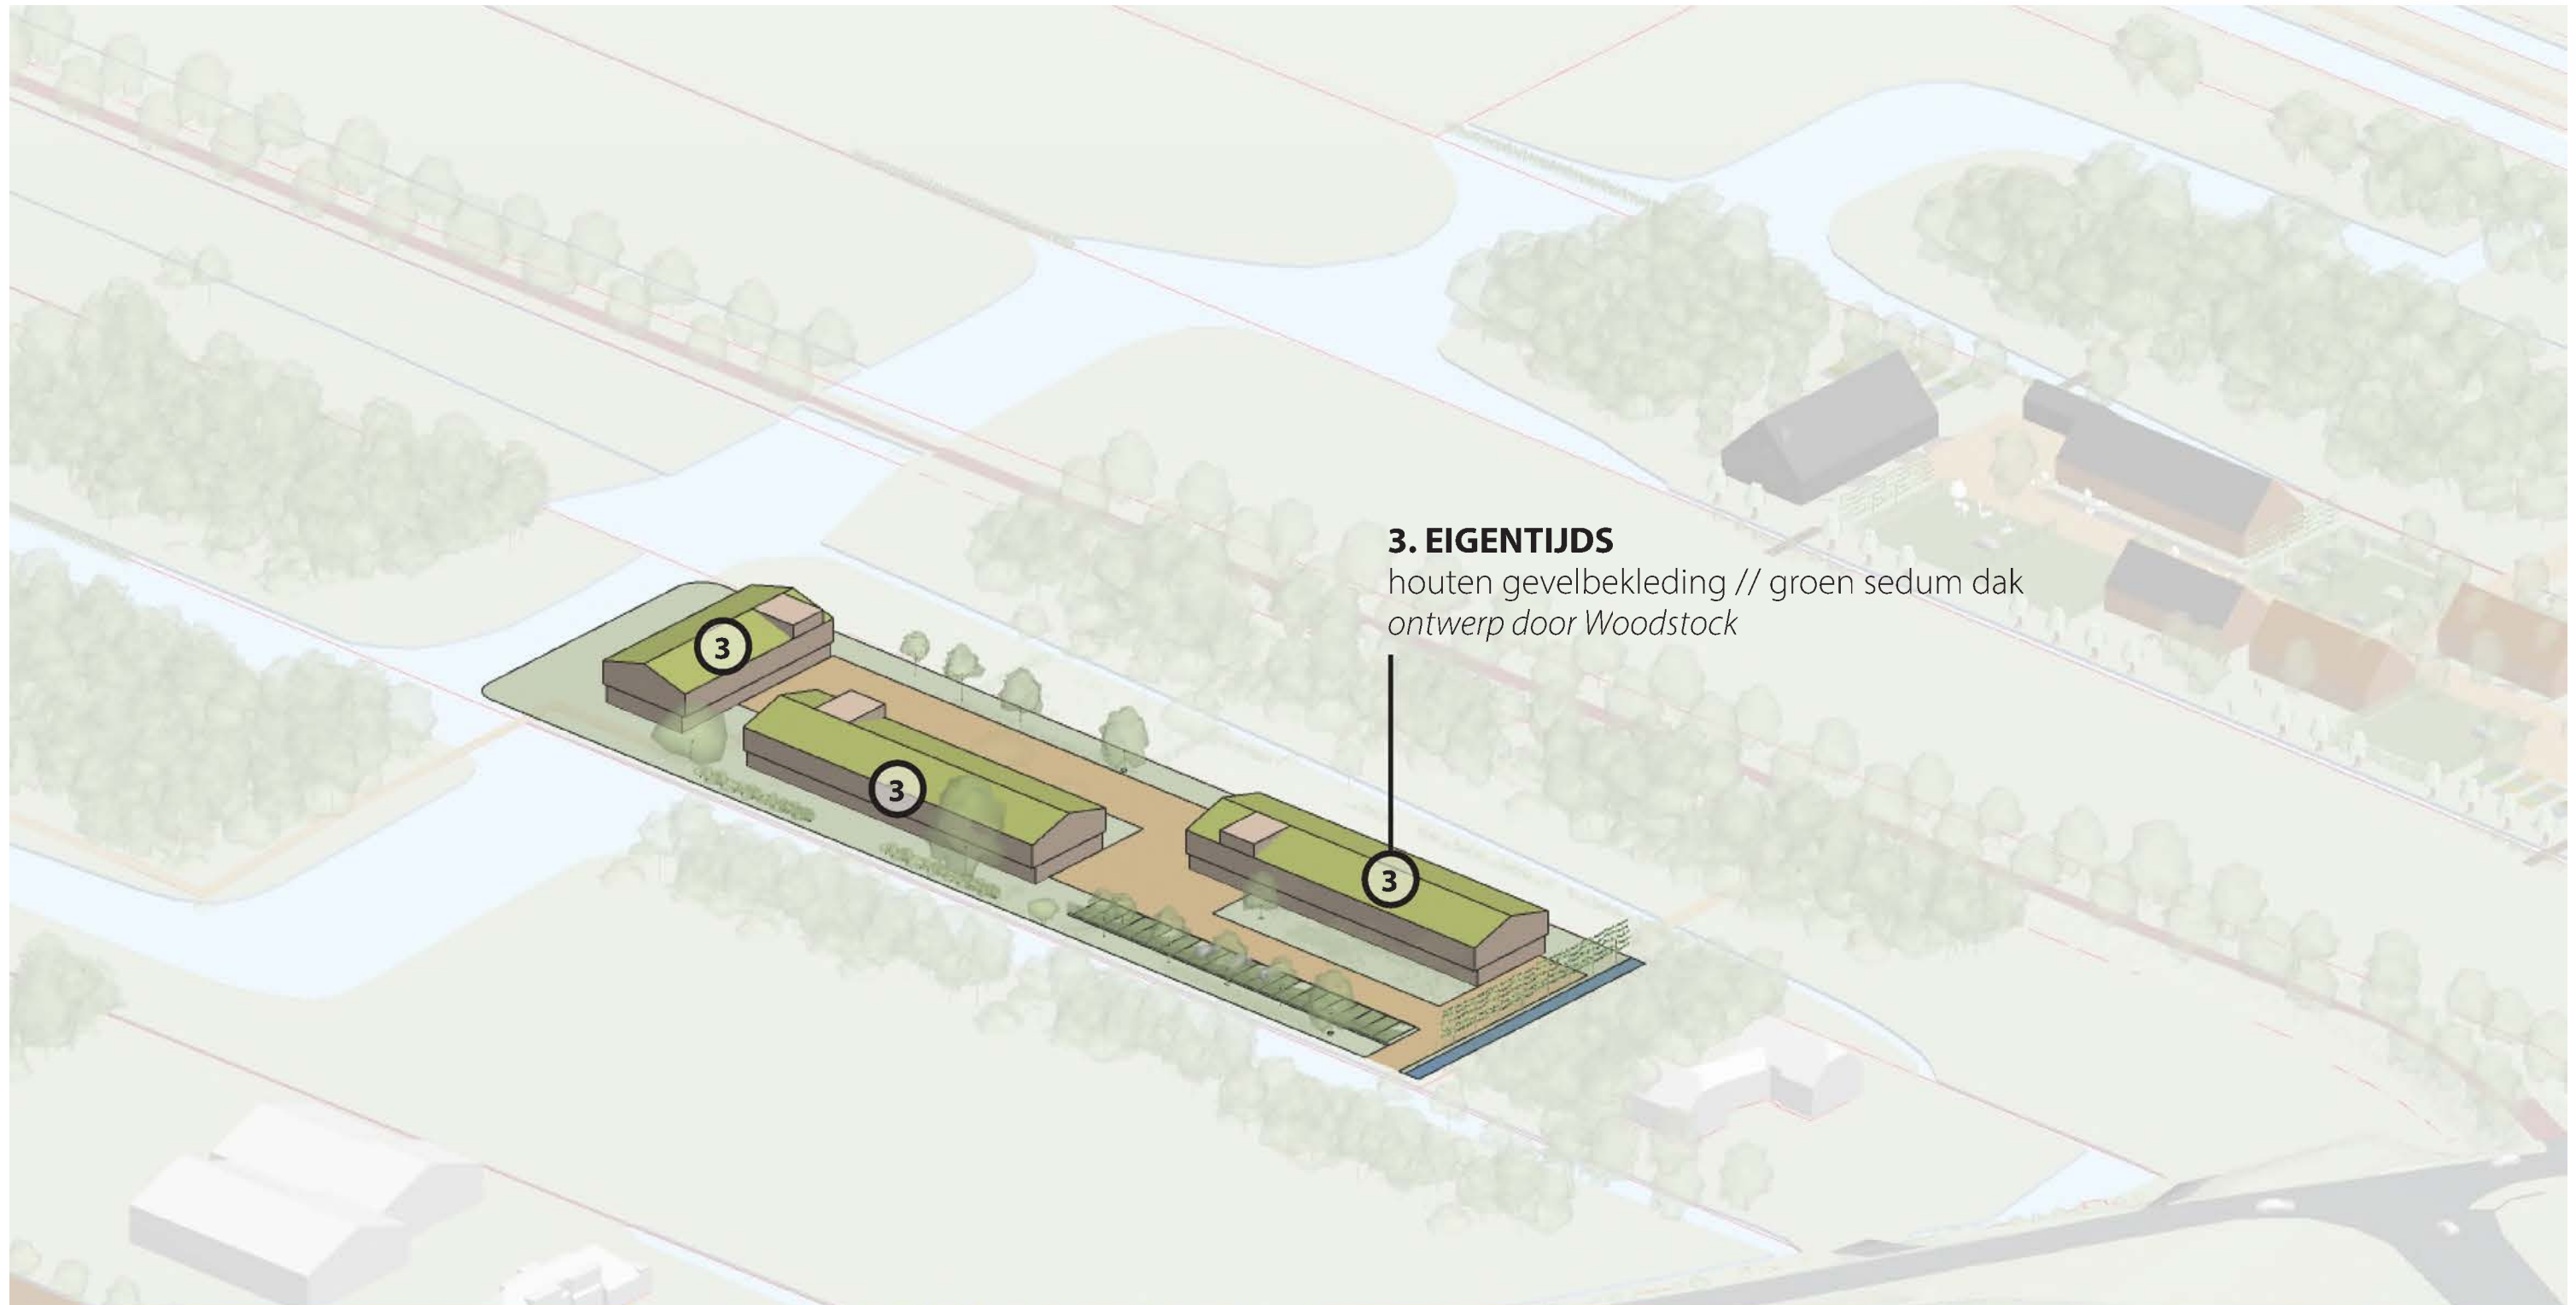 3. EIGENTIJDS
houten gevelbekleding // groen sedum dak
ontwerp door Woodstock
3
3
3